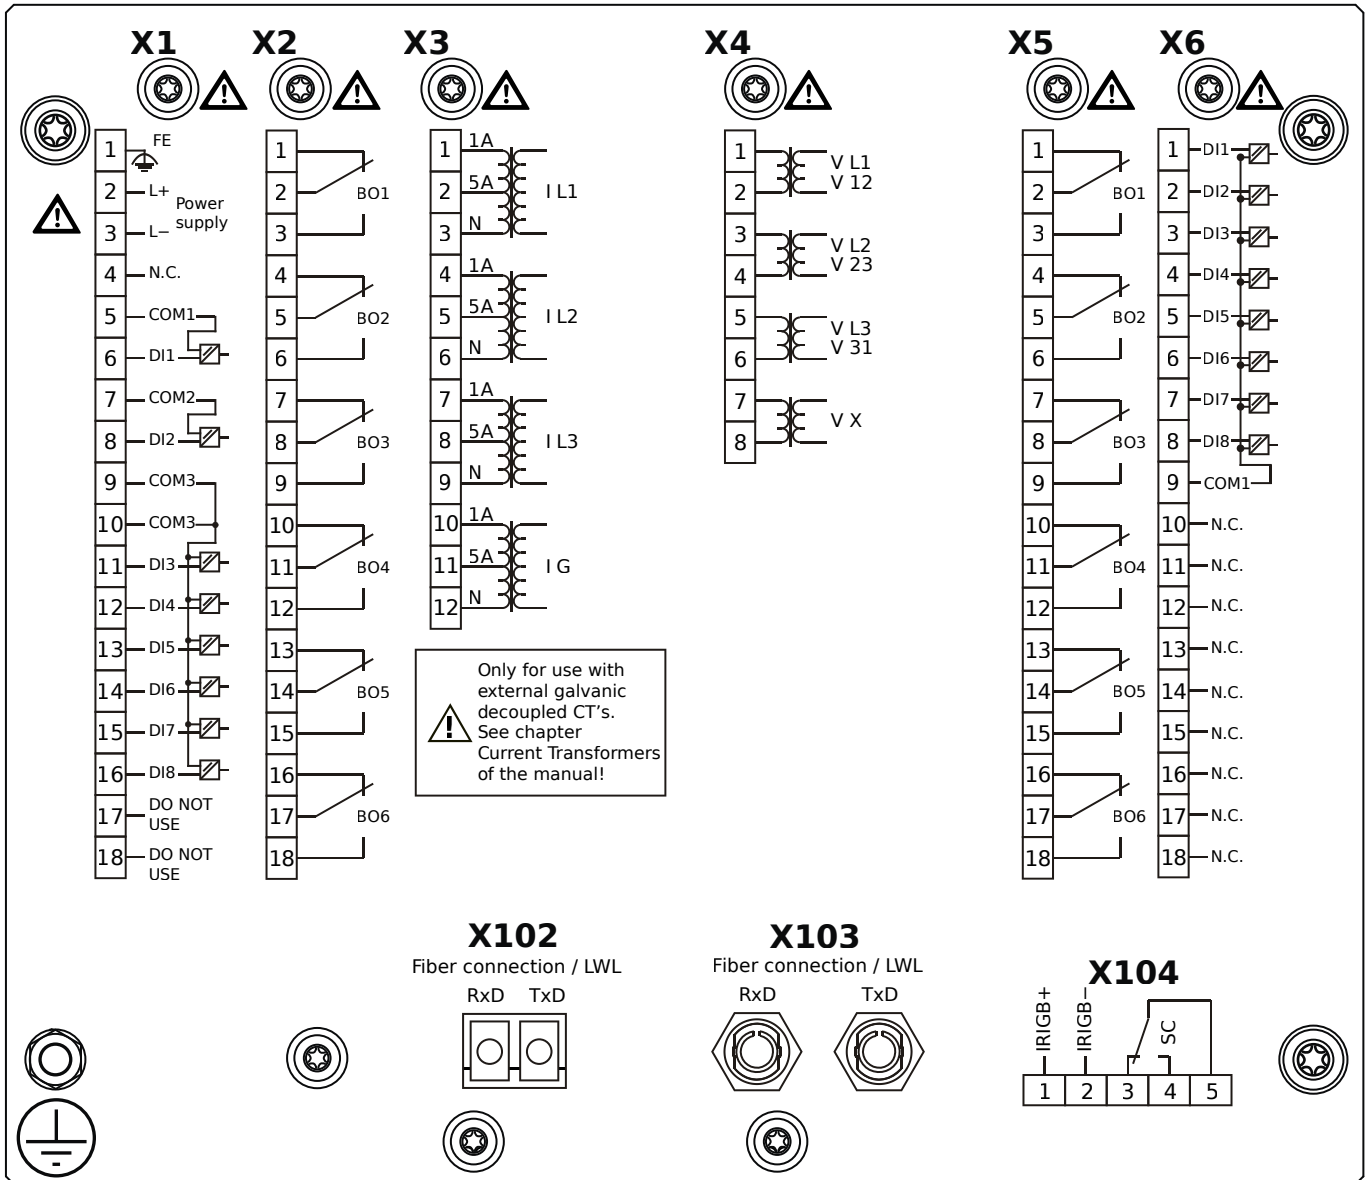 X1 X2 X3 X4 X5 X6
1 FE
2 L+
Power
supply
3 L−
4 N.C.
5 COM1
6 DI1
7 COM2
8 DI2
9 COM3
10 COM3
11 DI3
12 DI4
13 DI5
14 DI6
15 DI7
16 DI8
17 DO NOT
USE
18 DO NOT
USE
1
2 BO1
3
4
5 BO2
6
7
8 BO3
9
10
11 BO4
12
13
14 BO5
15
16
17 BO6
18
1 1A
2 5A I L1
3 N
4 1A
5 5A I L2
6 N
7 1A
8 5A I L3
9 N
10 1A
11 5A I G
12 N
Only for use with
external galvanic
decoupled CT's.
See chapter
Current Transformers
of the manual!
1 V L1
2 V 12
3 V L2
4 V 23
5 V L3
6 V 31
7 V X
8
1
2 BO1
3
4
5 BO2
6
7
8 BO3
9
10
11 BO4
12
13
14 BO5
15
16
17 BO6
18
1 DI1
2 DI2
3 DI3
4 DI4
5 DI5
6 DI6
7 DI7
8 DI8
9 COM1
10 N.C.
11 N.C.
12 N.C.
13 N.C.
14 N.C.
15 N.C.
16 N.C.
17 N.C.
18 N.C.
X102
Fiber connection / LWL
RxD TxD
X103
Fiber connection / LWL
RxD TxD
X104
IRIGB+
IRIGB−
SC
1 2 3 4 5